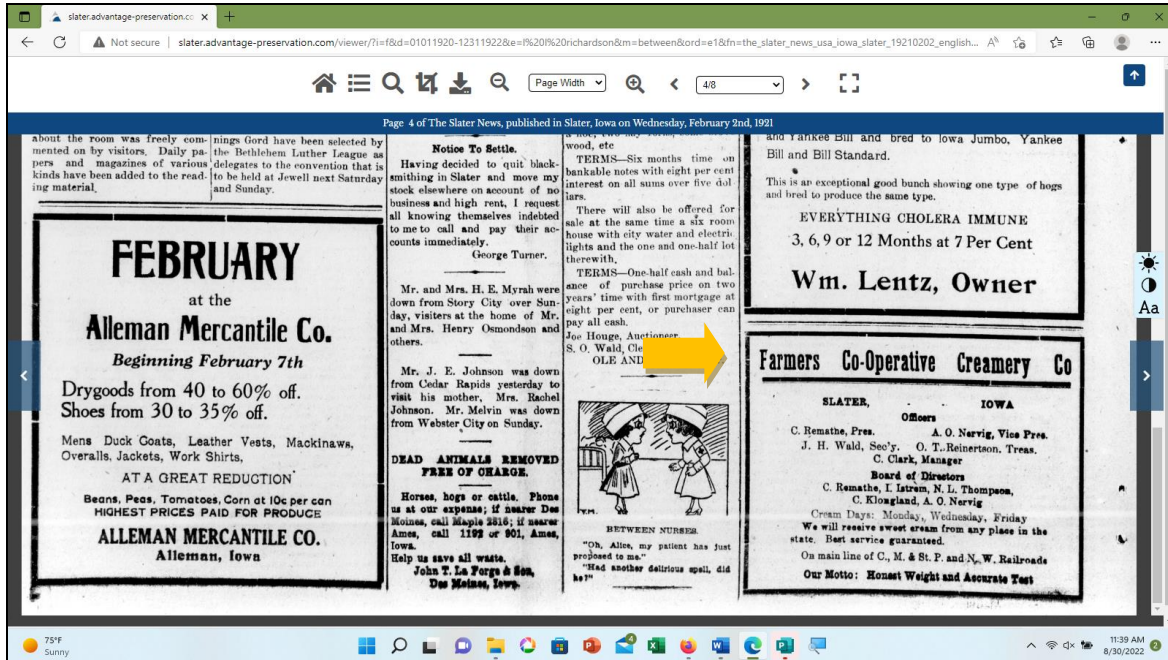 slater.advantage-preservation.cc
Not secure | slater.advantage-preservation.com/viewer/?i=f&d=01011920-12311922&e=l%20l%20richardson&m=between&ord=e1&fn=the_slater_news_usa_iowa_slater_19210202_english...
Page Width
4/8
Page 4 of The Slater News, published in Slater, Iowa on Wednesday, February 2nd, 1921
about the room was freely com-
mented on by visitors. Daily pa-
pers and magazines of various
kinds have been added to the read-
ing material.
nings Gord have been selected by
the Bethlehem Luther League as
delegates to the convention that is
to be held at Jewell next Saturday
and Sunday.
FEBRUARY
at the
Alleman Mercantile Co.
Beginning February 7th
Drygoods from 40 to 60% off.
Shoes from 30 to 35% off.
Mens Duck Goats, Leather Vests, Mackinaws,
Overalls, Jackets, Work Shirts,
AT A GREAT REDUCTION
Beans, Peas, Tomatoes, Corn at 10c per can
HIGHEST PRICES PAID FOR PRODUCE
ALLEMAN MERCANTILE CO.
Alleman, Iowa
Notice To Settle.
Having decided to quit black-
smithing in Slater and move my
stock elsewhere on account of no
business and high rent, I request
all knowing themselves indebted
to me to call and pay their ac-
counts immediately.
George Turner.
Mr. and Mrs. H. E. Myrah were
down from Story City over Sun-
day, visitors at the home of Mr.
and Mrs. Henry Osmondson and
others.
Mr. J. E. Johnson was down
from Cedar Rapids yesterday to
visit his mother, Mrs. Rachel
Johnson. Mr. Melvin was down
from Webster City on Sunday.
DEAD ANIMALS REMOVED
FREE OF CHARGE.
Horses, hogs or cattle. Phone
us at our expense; if nearer Des
Moines, call Maple 2516; if nearer
Ames, call 1192 or 901, Ames,
Iowa.
Help us save all waste.
John T. La Forge & Son,
Des Moines, Iowa.
wood, etc
TERMS—Six months time on
bankable notes with eight per cent
interest on all sums over five dol
iars.
There will also be offered for
sale at the same time a six room
house with city water and electric
lights and the one and one-half lot
therewith.
TERMS—One-half cash and bal-
ance of purchase price on two
years' time with first mortgage at
eight per cent, or purchaser can
pay all cash.
Joe Houge, Auctioneer
S. O. Wald, Cle
OLE AND
BETWEEN NURSES.
"Oh, Alice, my patient has just
proposed to me."
"Had another delirious spell, did
he?"
and Yankee Bill and bred to Iowa Jumbo, Yankee
Bill and Bill Standard.
This is an exceptional good bunch showing one type of hogs
and bred to produce the same type.
EVERYTHING CHOLERA IMMUNE
3, 6, 9 or 12 Months at 7 Per Cent
Wm. Lentz, Owner
Farmers Co-Operative Creamery Co
SLATER, - IOWA
Officers
C. Remathe, Pres. A. O. Nervig, Vice Pres.
J. H. Wald, Sec'y. O. T. Reinertson, Treas.
C. Clark, Manager
Board of Directors
C. Remathe, I. Istrem, N. L. Thompson,
C. Klongland, A. O. Nervig
Cream Days: Monday, Wednesday, Friday
We will receive sweet cream from any place in the
state. Best service guaranteed.
On main line of C., M. & St. P. and N. W. Railroads
Our Motto: Honest Weight and Accurate Test
Aa
75°F
Sunny
11:39 AM
8/30/2022
2